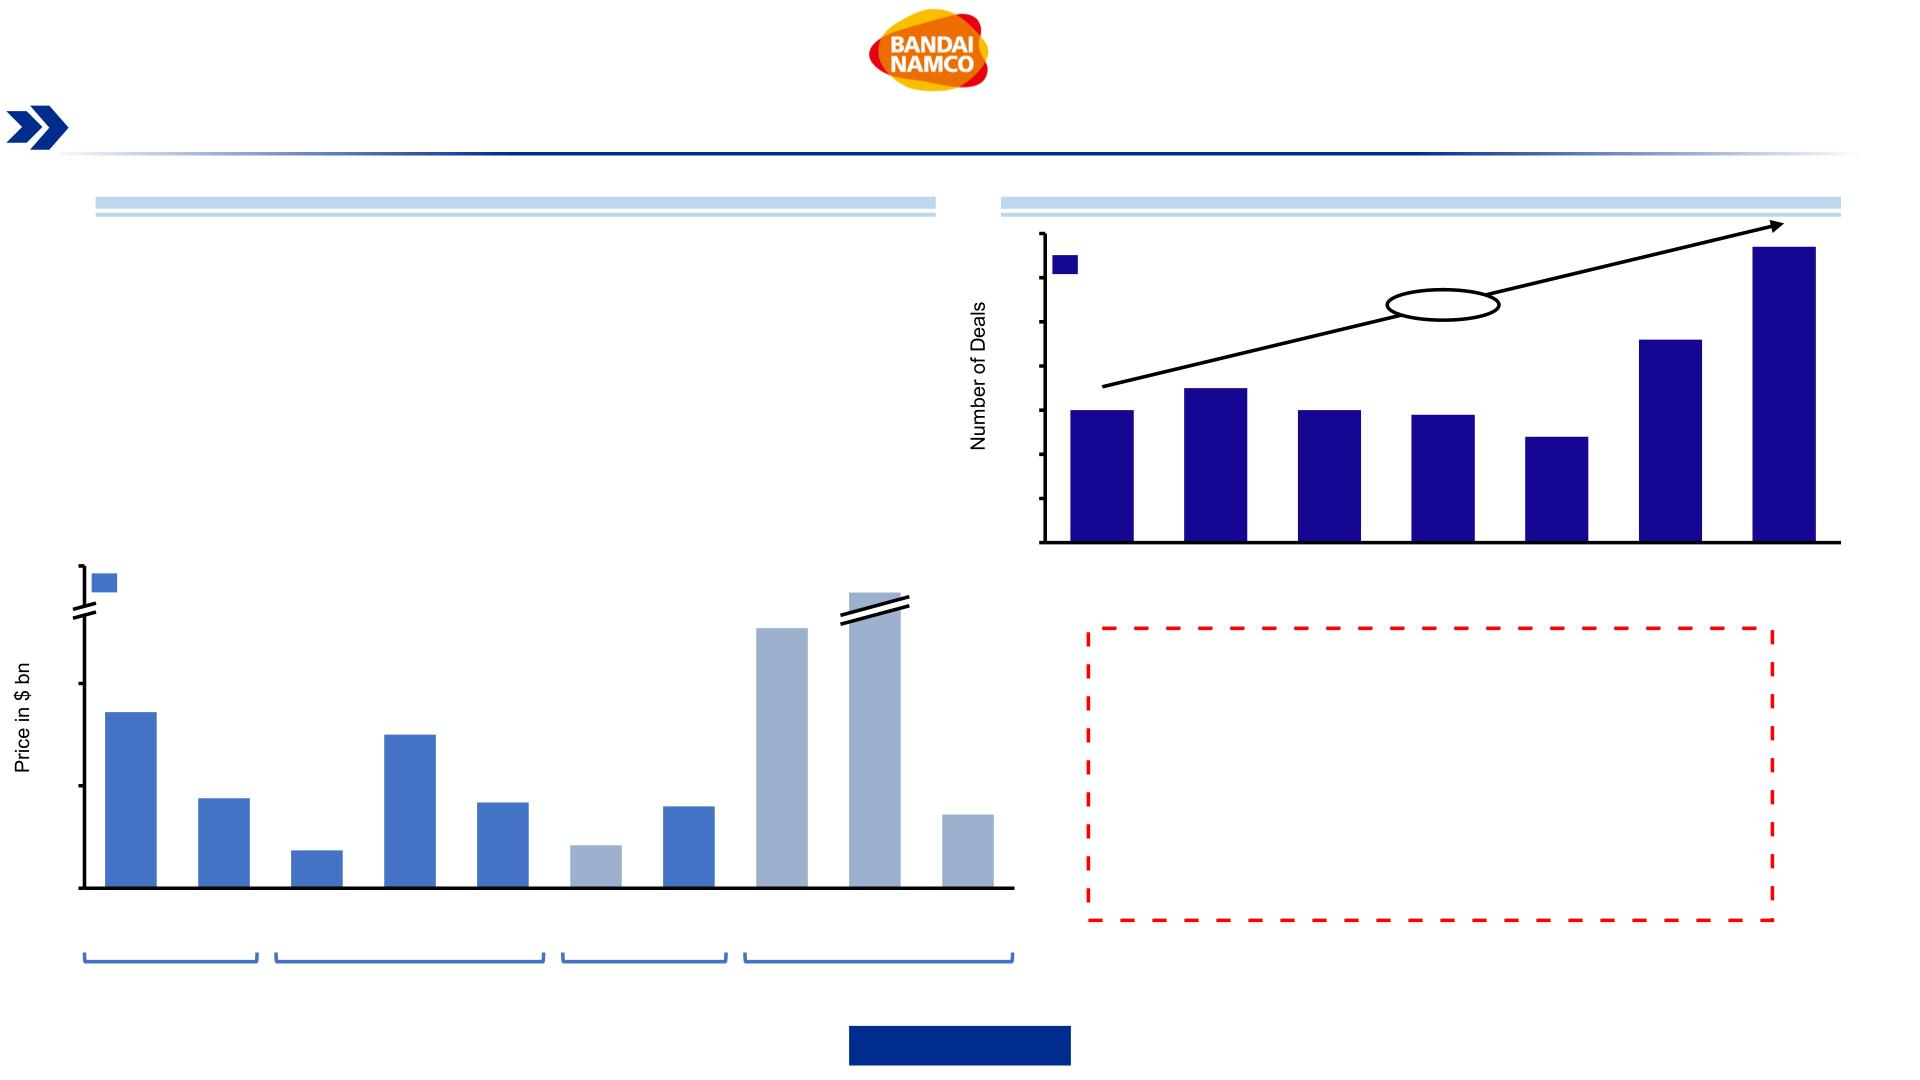 BANDAI
NAMCO
Number of Deals
Price in $ bn